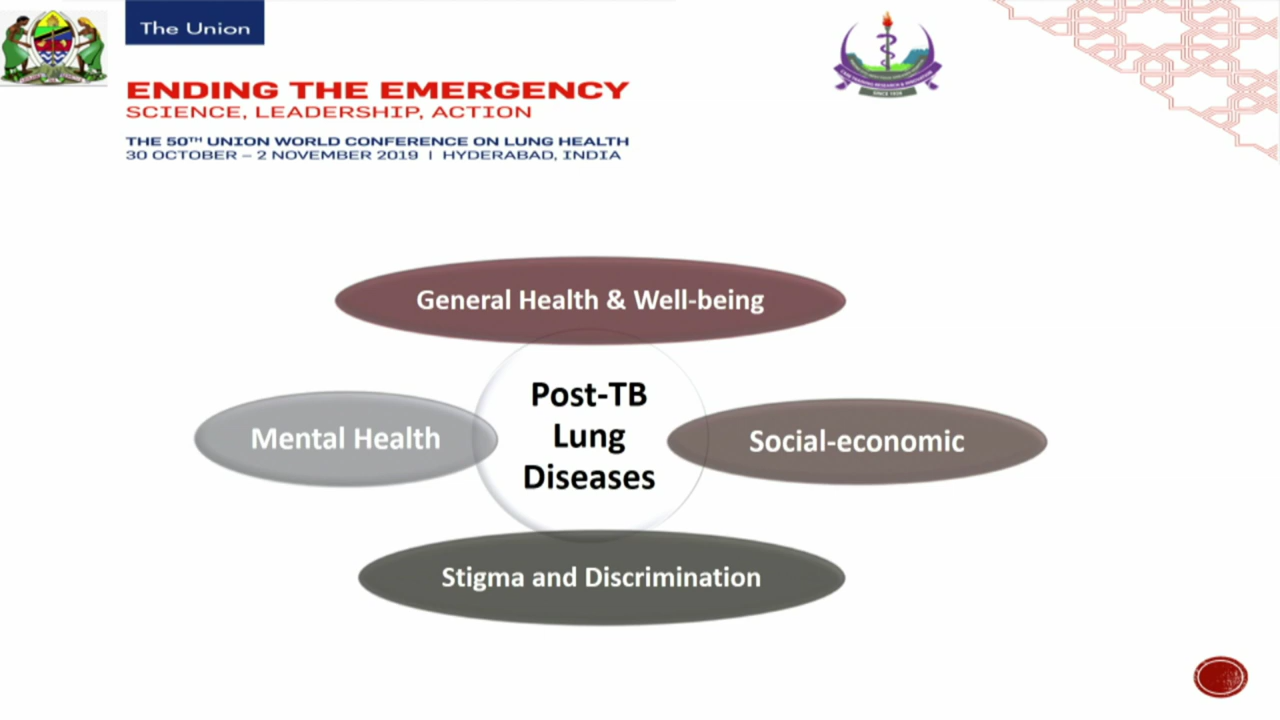 The Union
ENDING THE EMERGENCY
SCIENCE, LEADERSHIP, ACTION
THE 50TH UNION WORLD CONFERENCE ON LUNG HEALTH
30 OCTOBER – 2 NOVEMBER 2019 | HYDERABAD, INDIA
SINCE 1926
General Health & Well-being
Post-TB
Lung
Diseases
Mental Health
Social-economic
Stigma and Discrimination